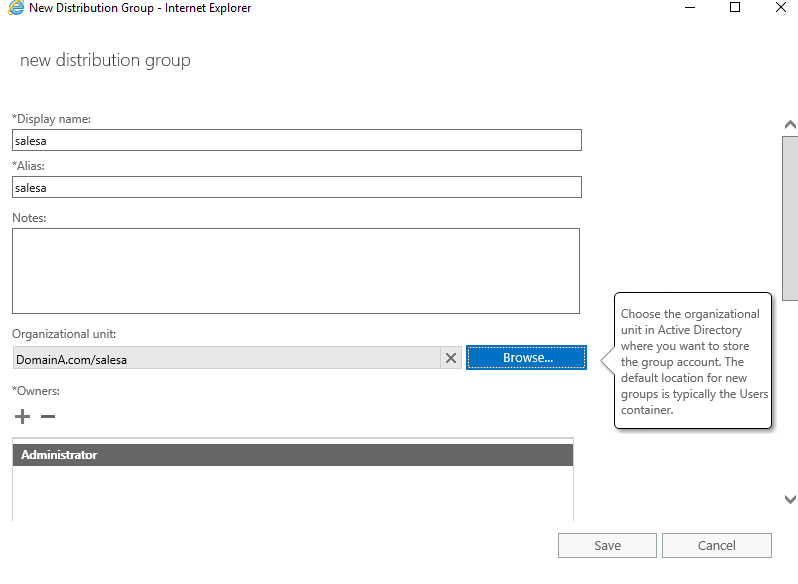 New Distribution Group - Internet Explorer
new distribution group
*Display name:
salesa
*Alias:
salesa
Notes:
Organizational unit:
DomainA.com/salesa
Browse...
Choose the organizational
unit in Active Directory
where you want to store
the group account. The
default location for new
groups is typically the Users
container.
*Owners:
Administrator
Save
Cancel